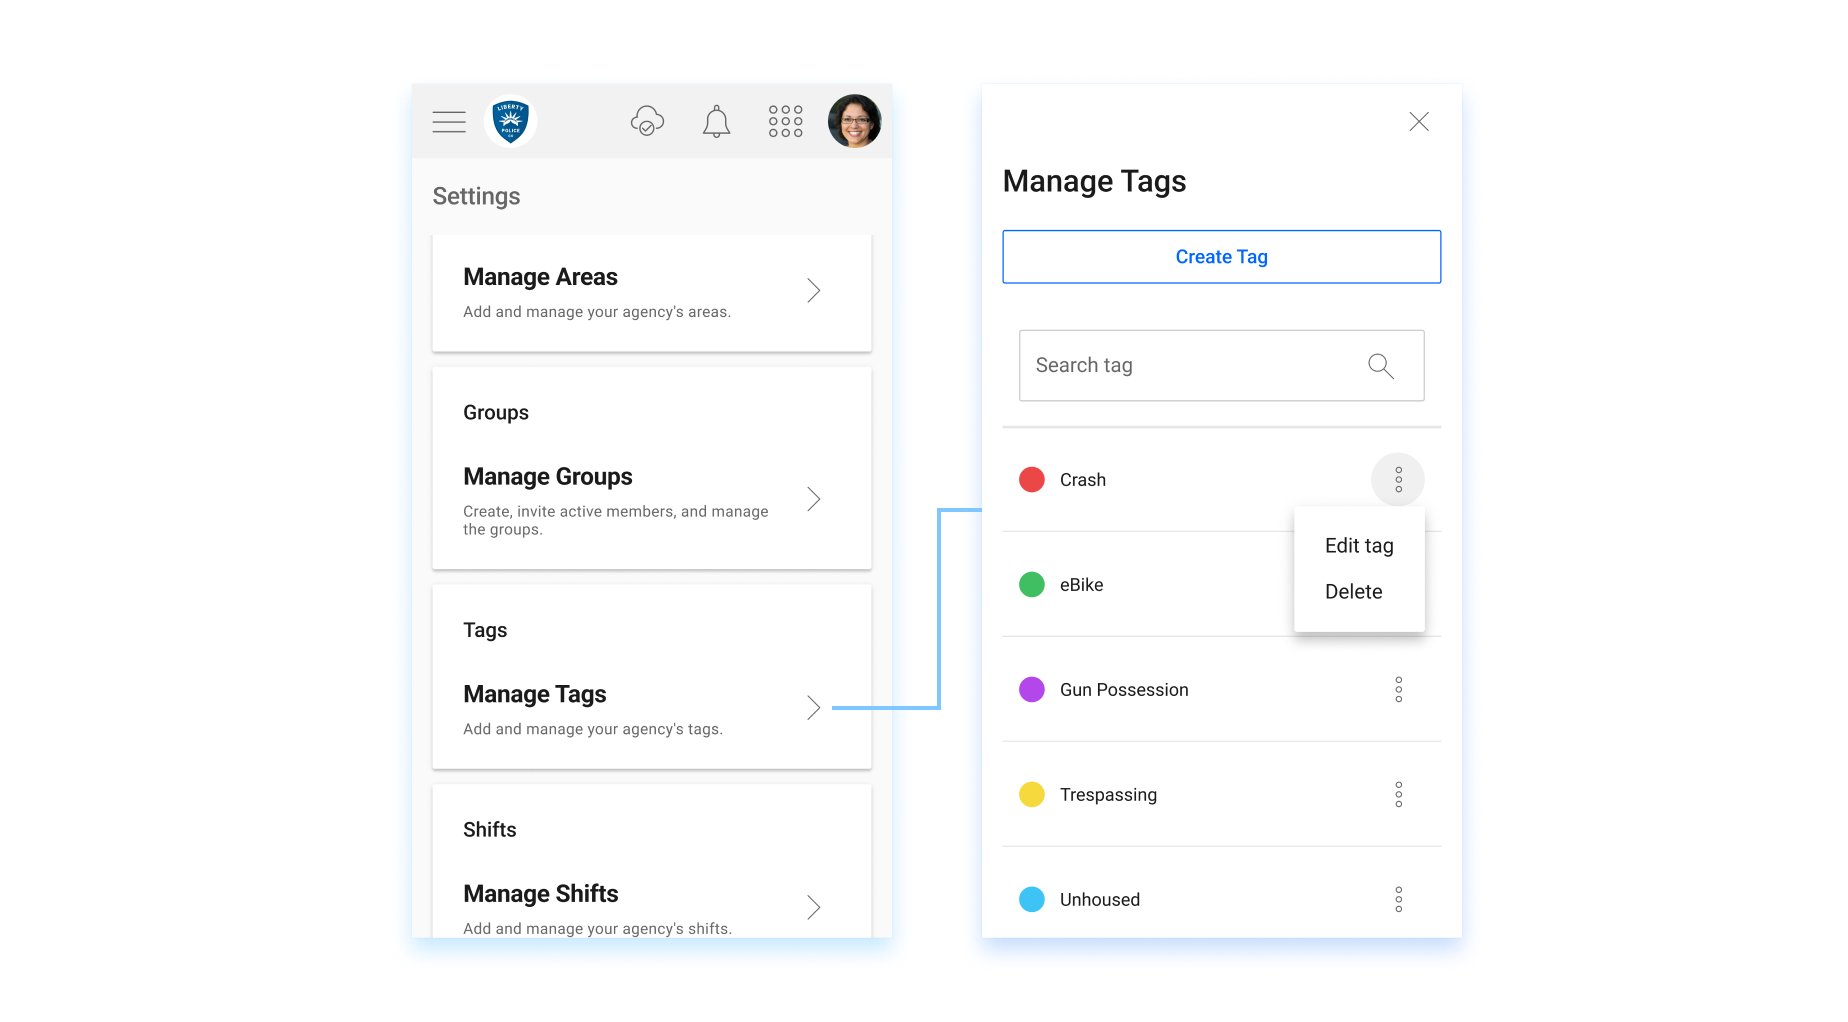 LIBERTY
POLICE
CO
Settings
Manage Areas
Add and manage your agency's areas.
Groups
Manage Groups
Create, invite active members, and manage
the groups.
Tags
Manage Tags
Add and manage your agency's tags.
Shifts
Manage Shifts
Add and manage your agency's shifts.
Manage Tags
Create Tag
Search tag
Crash
Edit tag
eBike
Delete
Gun Possession
Trespassing
Unhoused